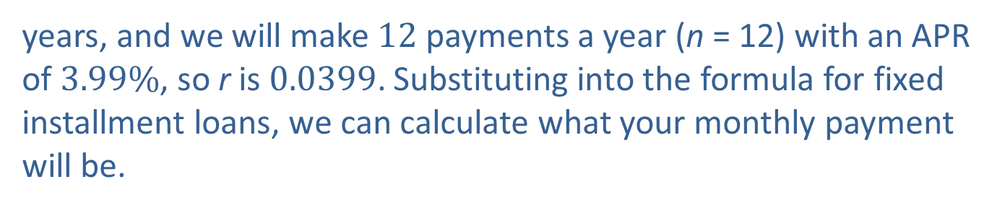 years, and we will make 12 payments a year (n = 12) with an APR
of 3.99%, so r is 0.0399. Substituting into the formula for fixed
installment loans, we can calculate what your monthly payment
will be.